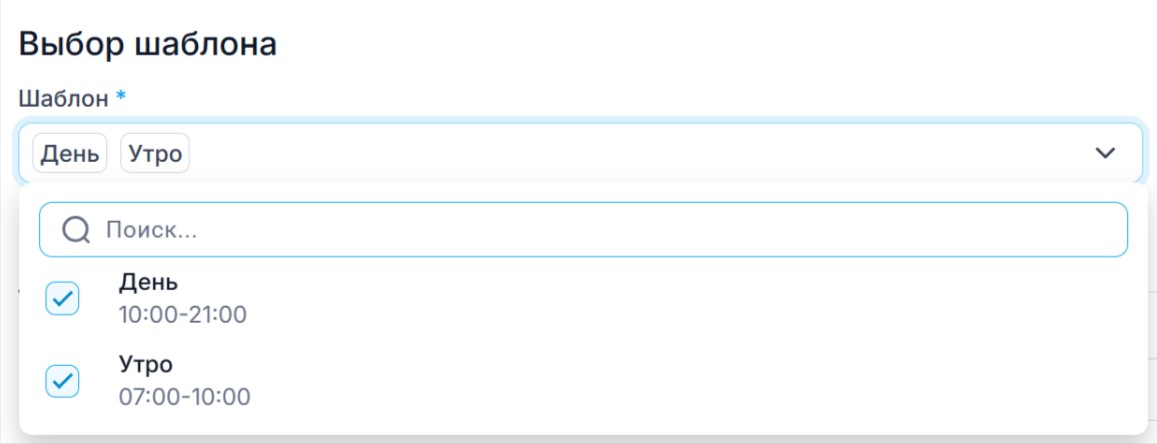 Выбор шаблона
Шаблон *
День Утро
Поиск...
День
10:00-21:00
Утро
07:00-10:00